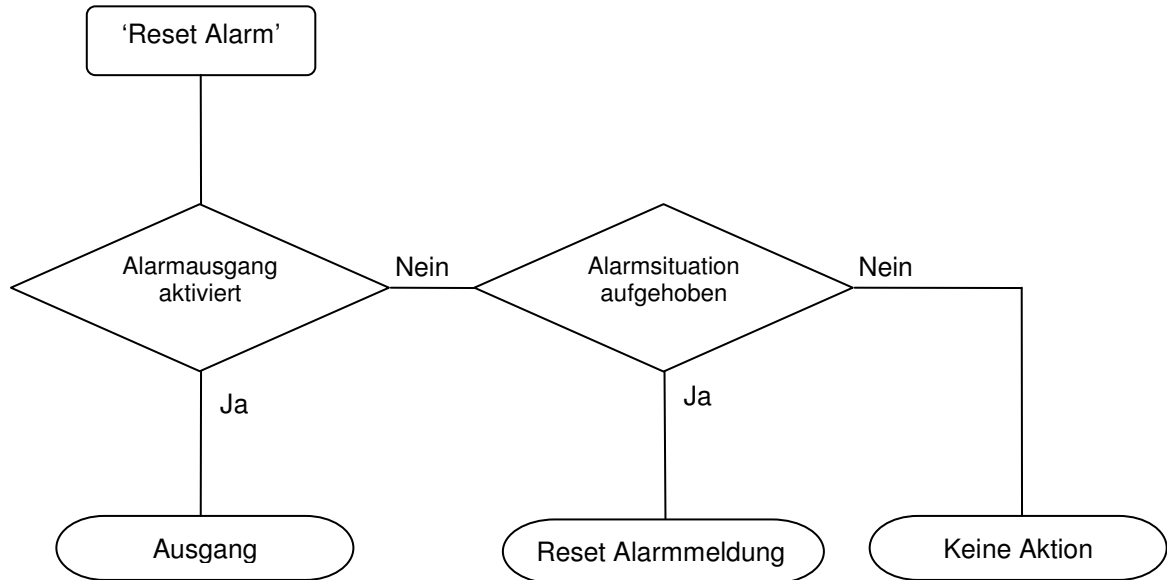 ‘Reset Alarm’
Alarmausgang
aktiviert
Nein
Alarmsituation
aufgehoben
Nein
Ja
Ja
Ausgang
Reset Alarmmeldung
Keine Aktion